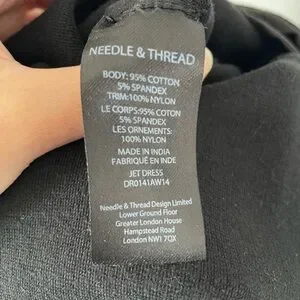 NEEDLE & THREAD
BODY: 95% COTTON
5% SPANDEX
TRIM:100% NYLON
LE CORPS:95% COTON
5% SPANDEX
LES ORNEMENTS:
100% NYLON
MADE IN INDIA
FABRIQUÉ EN INDE
JET DRESS
DR0141AW14
Needle & Thread Design Limited
Lower Ground Floor
Greater London House
Hampstead Road
London NW1 7QX